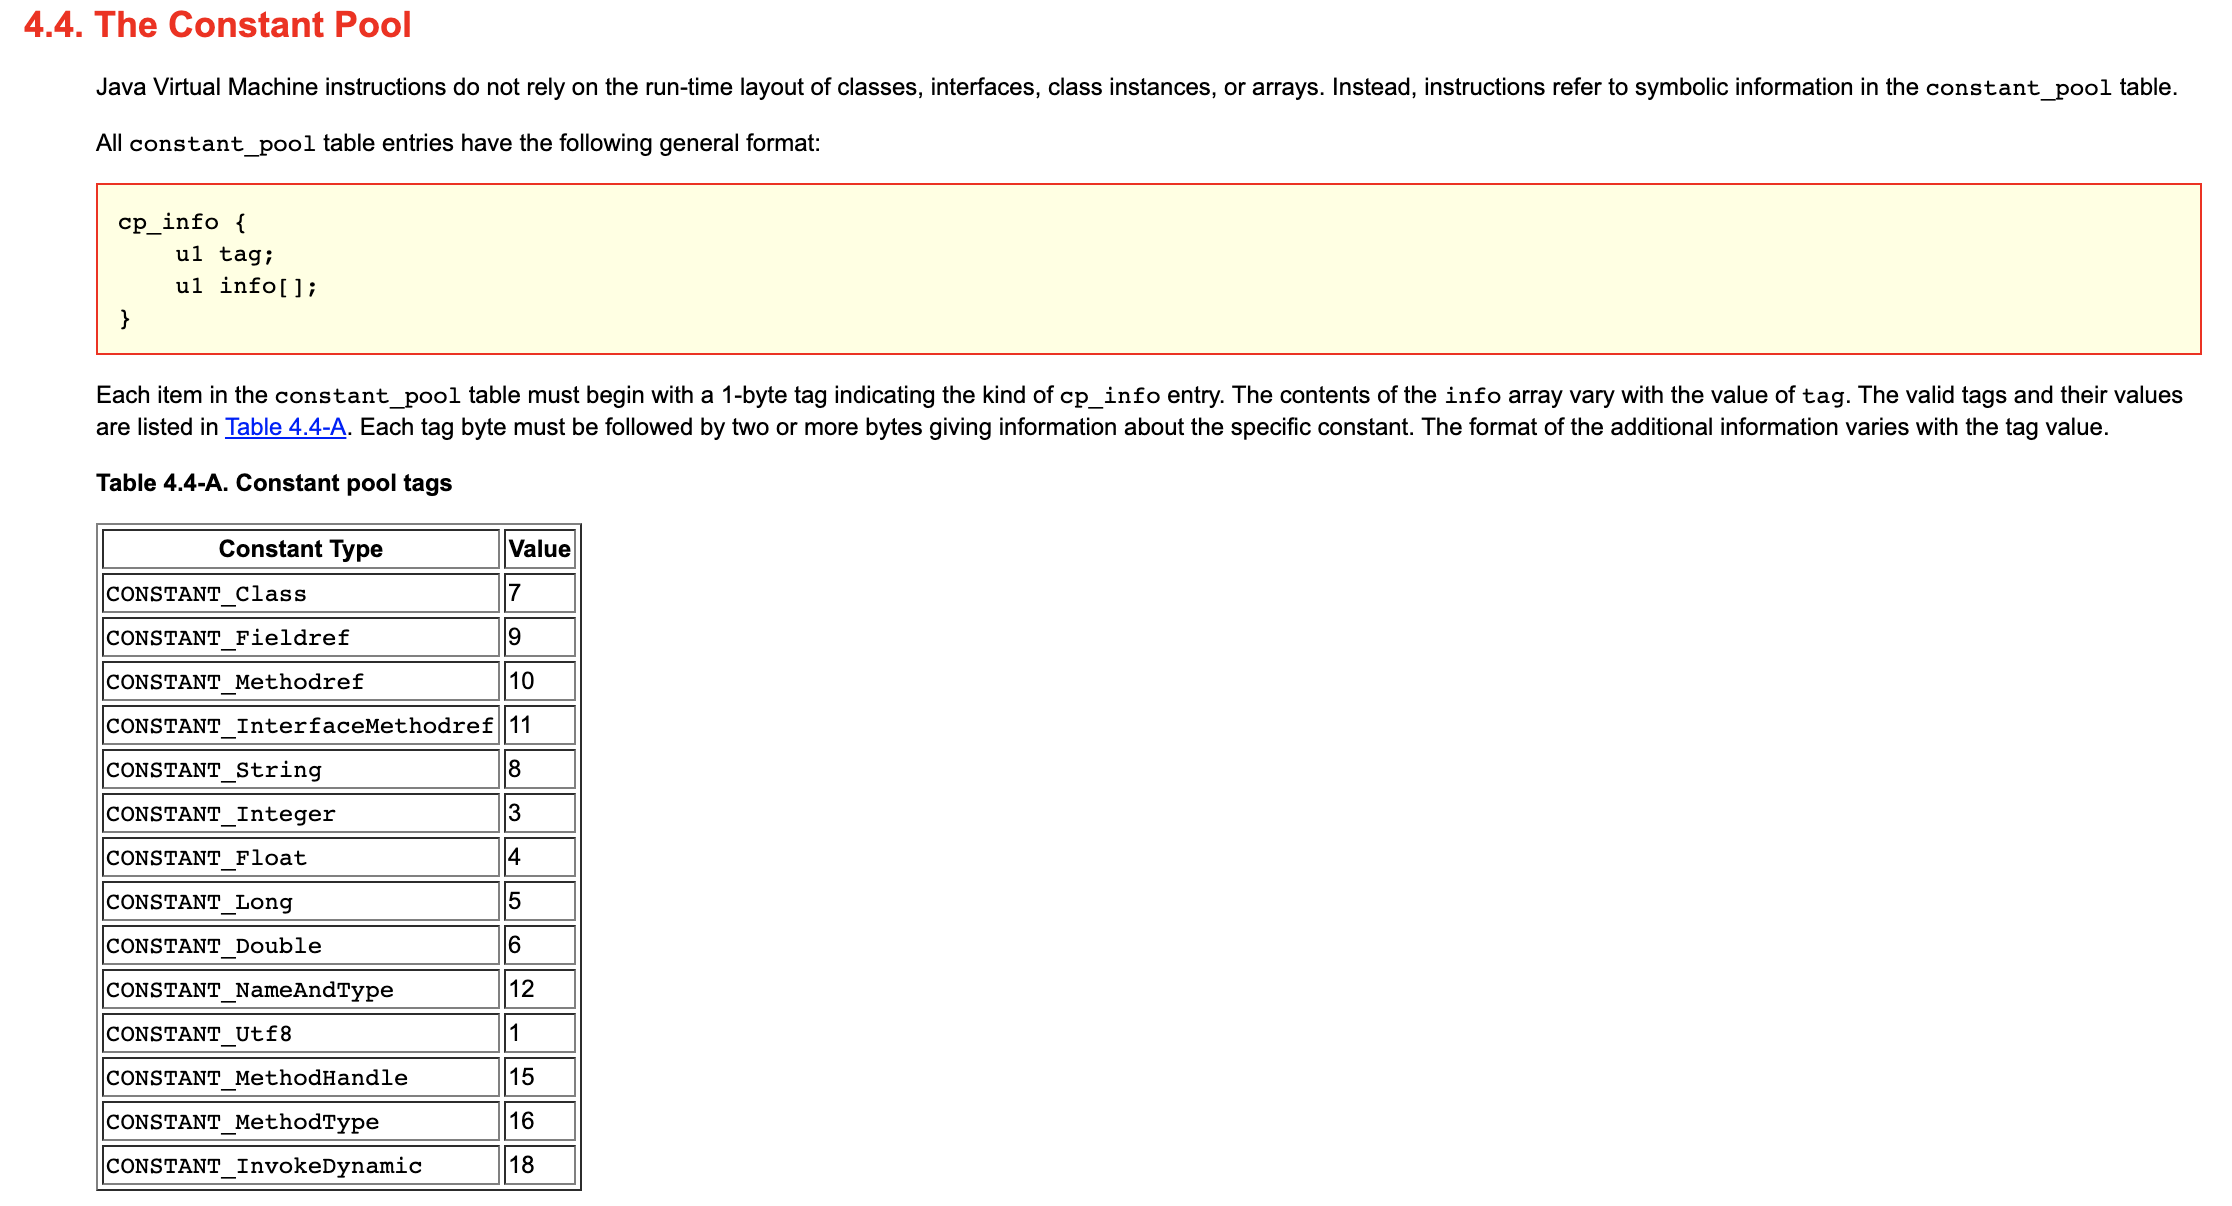 4.4. The Constant Pool
Java Virtual Machine instructions do not rely on the run-time layout of classes, interfaces, class instances, or arrays. Instead, instructions refer to symbolic information in the constant_pool table.
All constant_pool table entries have the following general format:
cp_info {
    u1 tag;
    u1 info[];
}
Each item in the constant_pool table must begin with a 1-byte tag indicating the kind of cp_info entry. The contents of the info array vary with the value of tag. The valid tags and their values
are listed in Table 4.4-A. Each tag byte must be followed by two or more bytes giving information about the specific constant. The format of the additional information varies with the tag value.
Table 4.4-A. Constant pool tags
Constant Type Value
CONSTANT_Class 7
CONSTANT_Fieldref 9
CONSTANT_Methodref 10
CONSTANT_InterfaceMethodref 11
CONSTANT_String 8
CONSTANT_Integer 3
CONSTANT_Float 4
CONSTANT_Long 5
CONSTANT_Double 6
CONSTANT_NameAndType 12
CONSTANT_Utf8 1
CONSTANT_MethodHandle 15
CONSTANT_MethodType 16
CONSTANT_InvokeDynamic 18